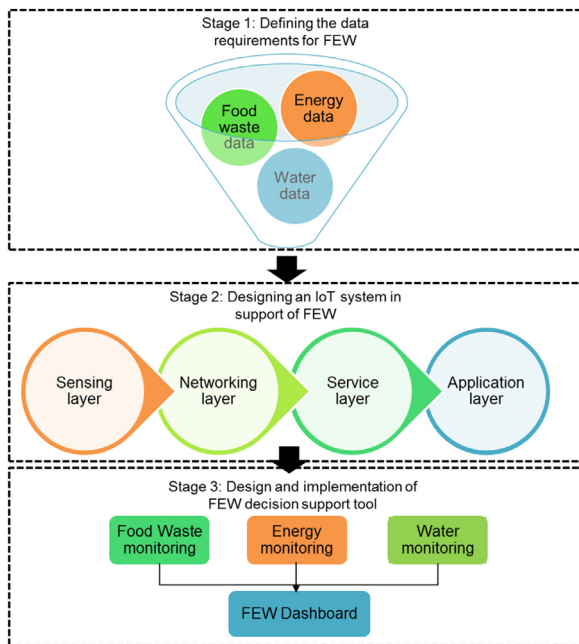 Stage 1: Defining the data
requirements for FEW
Food
waste
data
Energy
data
Water
data
Stage 2: Designing an IoT system in
support of FEW
Sensing
layer
Networking
layer
Service
layer
Application
layer
Stage 3: Design and implementation of
FEW decision support tool
Food Waste
monitoring
Energy
monitoring
Water
monitoring
FEW Dashboard